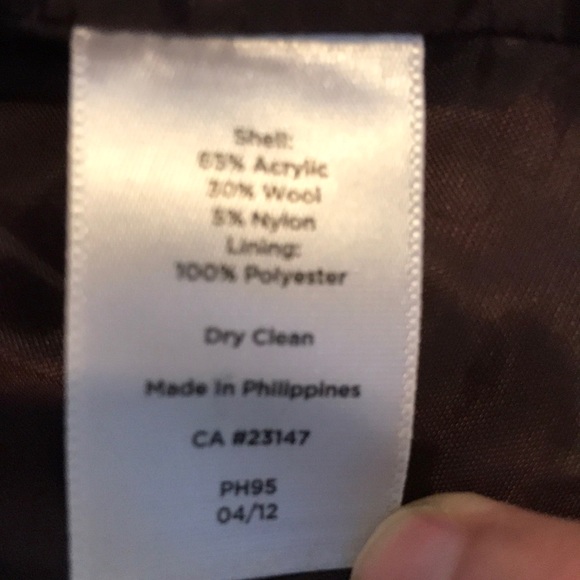 Shell:
65% Acrylic
30% Wool
5% Nylon
Lining:
100% Polyester
Dry Clean
Made In Philippines
CA #23147
PH95
04/12